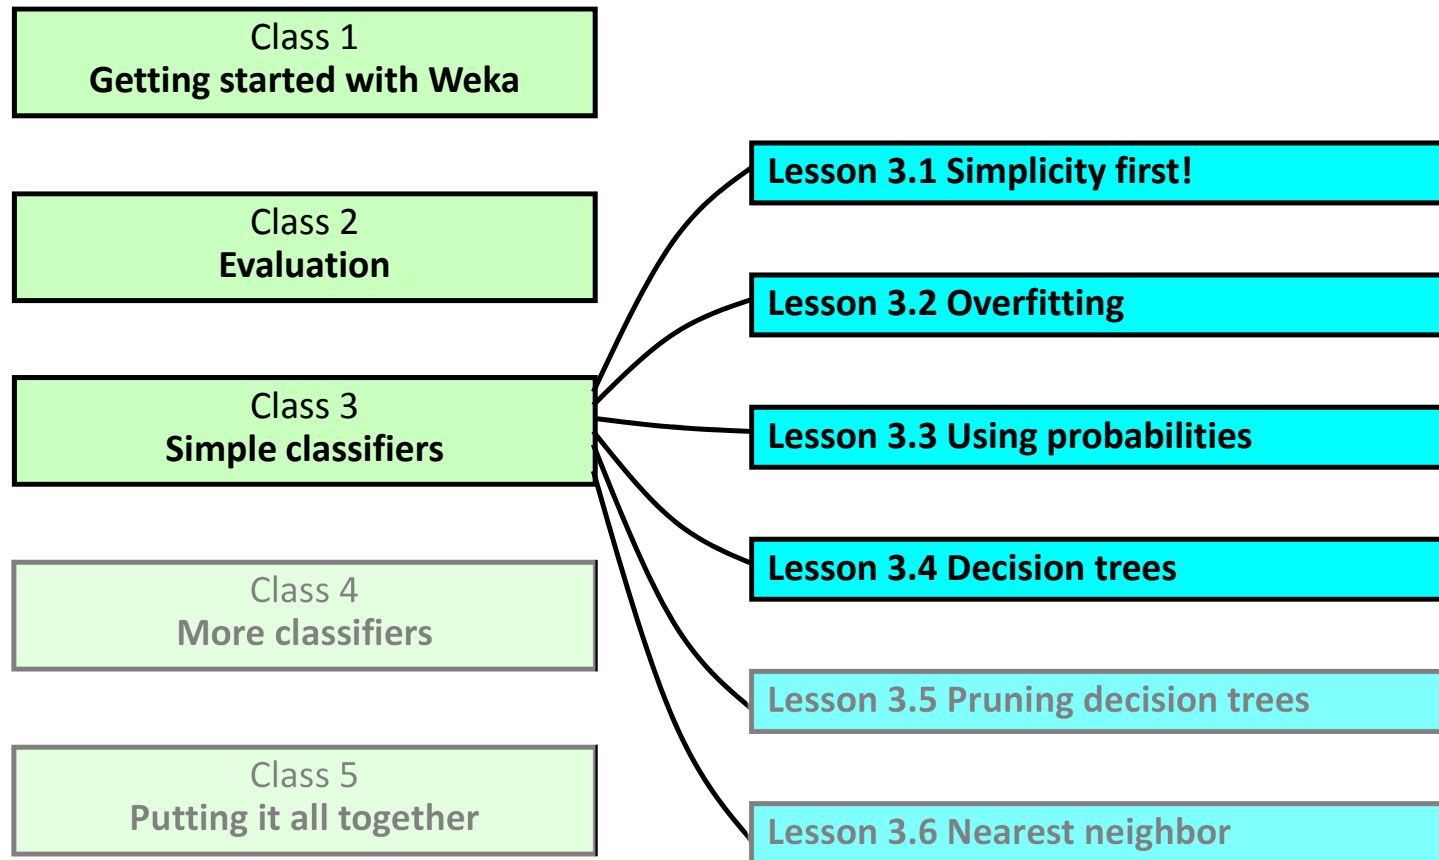 Class 1
Getting started with Weka
Class 2
Evaluation
Class 3
Simple classifiers
Class 4
More classifiers
Class 5
Putting it all together
Lesson 3.1 Simplicity first!
Lesson 3.2 Overfitting
Lesson 3.3 Using probabilities
Lesson 3.4 Decision trees
Lesson 3.5 Pruning decision trees
Lesson 3.6 Nearest neighbor